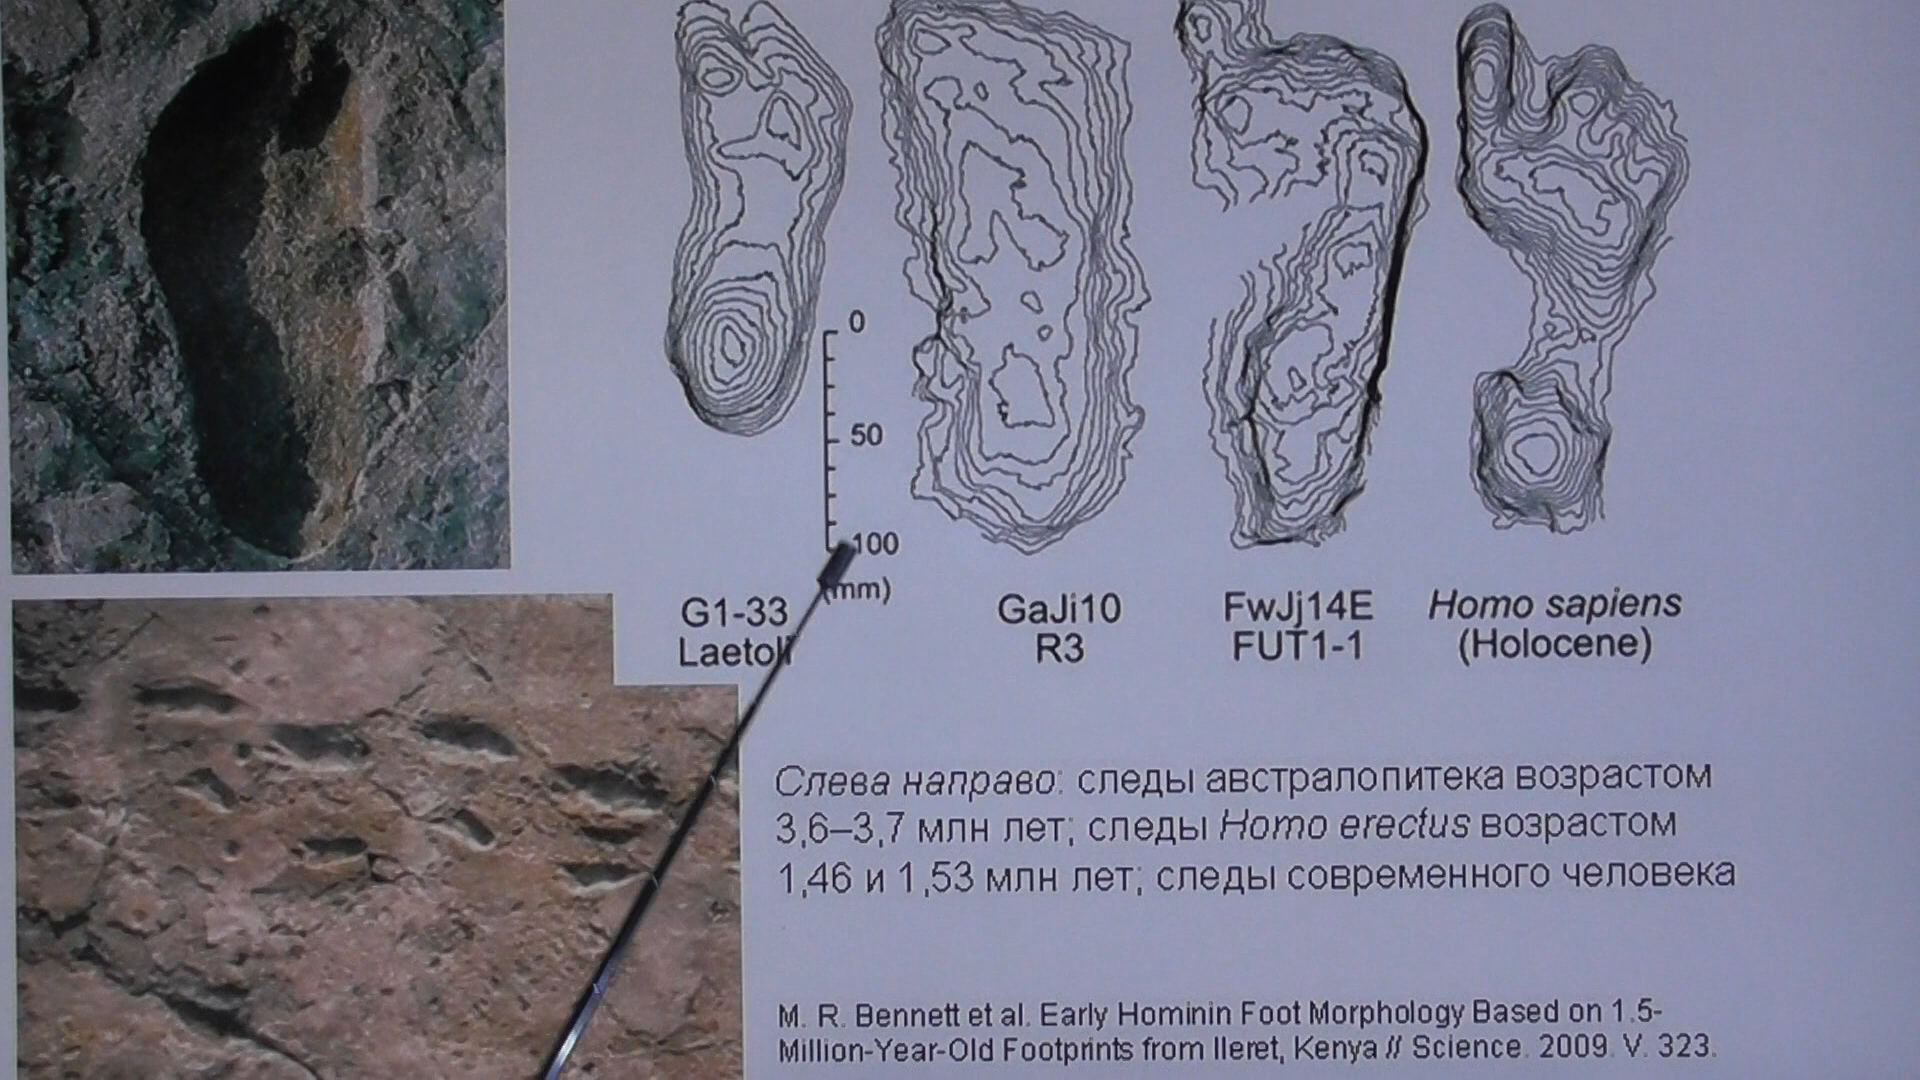 0
50
100
(mm)
G1-33
Laetoli
GaJi10
R3
FwJj14E
FUT1-1
Homo sapiens
(Holocene)
Слева направо: следы австралопитека возрастом
3,6–3,7 млн лет; следы Homo erectus возрастом
1,46 и 1,53 млн лет; следы современного человека
M. R. Bennett et al. Early Hominin Foot Morphology Based on 1.5-
Million-Year-Old Footprints from Ileret, Kenya // Science. 2009. V. 323.